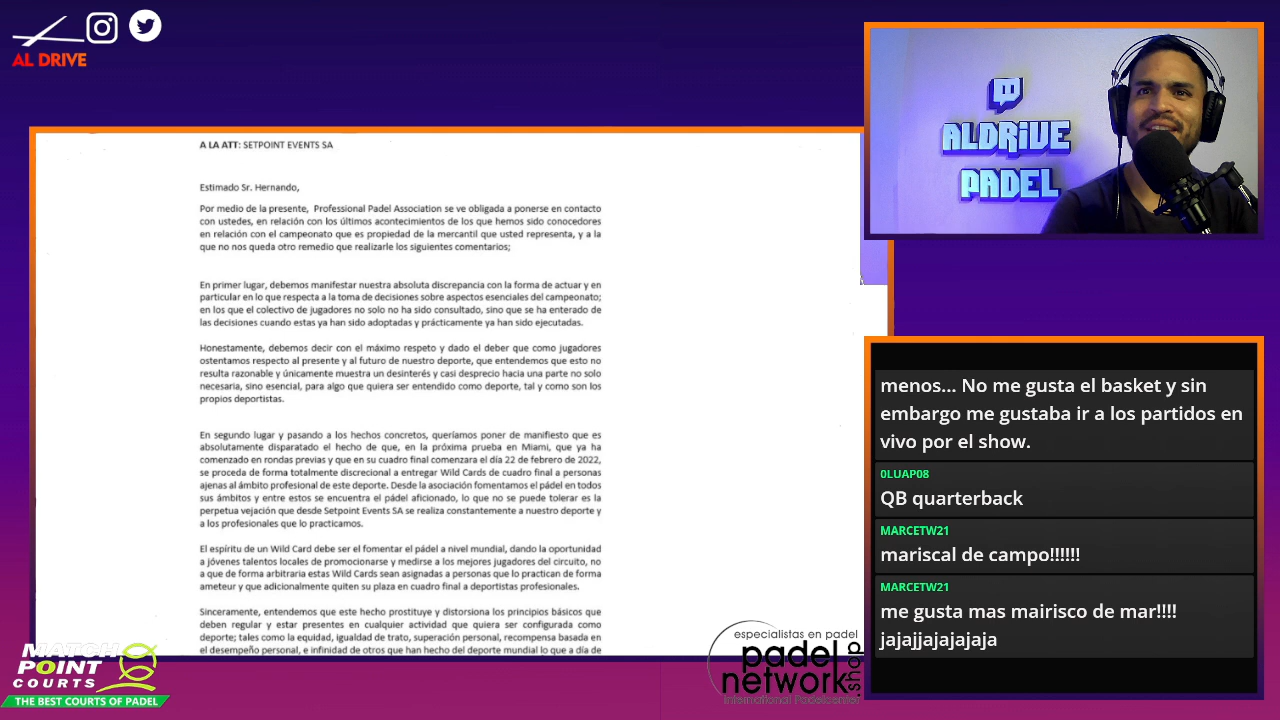 AL DRIVE
A LA ATT: SETPOINT EVENTS SA
Estimado Sr. Hernando,
Por medio de la presente, Professional Padel Association se ve obligada a ponerse en contacto
con ustedes, en relación con los últimos acontecimientos de los que hemos sido conocedores
en relación con el campeonato que es propiedad de la mercantil que usted representa, y a la
que no nos queda otro remedio que realizarle los siguientes comentarios;
En primer lugar, debemos manifestar nuestra absoluta discrepancia con la forma de actuar y en
particular en lo que respecta a la toma de decisiones sobre aspectos esenciales del campeonato;
en los que el colectivo de jugadores no solo no ha sido consultado, sino que se ha enterado de
las decisiones cuando estas ya han sido adoptadas y prácticamente ya han sido ejecutadas.
Honestamente, debemos decir con el máximo respeto y dado el deber que como jugadores
ostentamos respecto al presente y al futuro de nuestro deporte, que entendemos que esto no
resulta razonable y únicamente muestra un desinterés y casi desprecio hacia una parte no solo
necesaria, sino esencial, para algo que quiera ser entendido como deporte, tal y como son los
propios deportistas.
En segundo lugar y pasando a los hechos concretos, queríamos poner de manifiesto que es
absolutamente disparatado el hecho de que, en la próxima prueba en Miami, que ya ha
comenzado en rondas previas y que en su cuadro final comenzara el día 22 de febrero de 2022,
se proceda de forma totalmente discrecional a entregar Wild Cards de cuadro final a personas
ajenas al ámbito profesional de este deporte. Desde la asociación fomentamos el pádel en todos
sus ámbitos y entre estos se encuentra el pádel aficionado, lo que no se puede tolerar es la
perpetua vejación que desde Setpoint Events SA se realiza constantemente a nuestro deporte y
a los profesionales que lo practicamos.
El espíritu de un Wild Card debe ser el fomentar el pádel a nivel mundial, dando la oportunidad
a jóvenes talentos locales de promocionarse y medirse a los mejores jugadores del circuito, no
a que de forma arbitraria estas Wild Cards sean asignadas a personas que lo practican de forma
ameteur y que adicionalmente quiten su plaza en cuadro final a deportistas profesionales.
Sinceramente, entendemos que este hecho prostituye y distorsiona los principios básicos que
deben regular y estar presentes en cualquier actividad que quiera ser configurada como
deporte; tales como la equidad, igualdad de trato, superación personal, recompensa basada en
el desempeño personal, e infinidad de otros que han hecho del deporte mundial lo que a día de
ALDRIVE
PADEL
menos... No me gusta el basket y sin
embargo me gustaba ir a los partidos en
vivo por el show.
0LUAP08
QB quarterback
MARCETW21
mariscal de campo!!!!!!
MARCETW21
me gusta mas mairisco de mar!!!!
jajajjajajajaja
MATCH
POINT
COURTS
THE BEST COURTS OF PADEL
especialistas en padel
padel
network
.shop
International Padelcenter